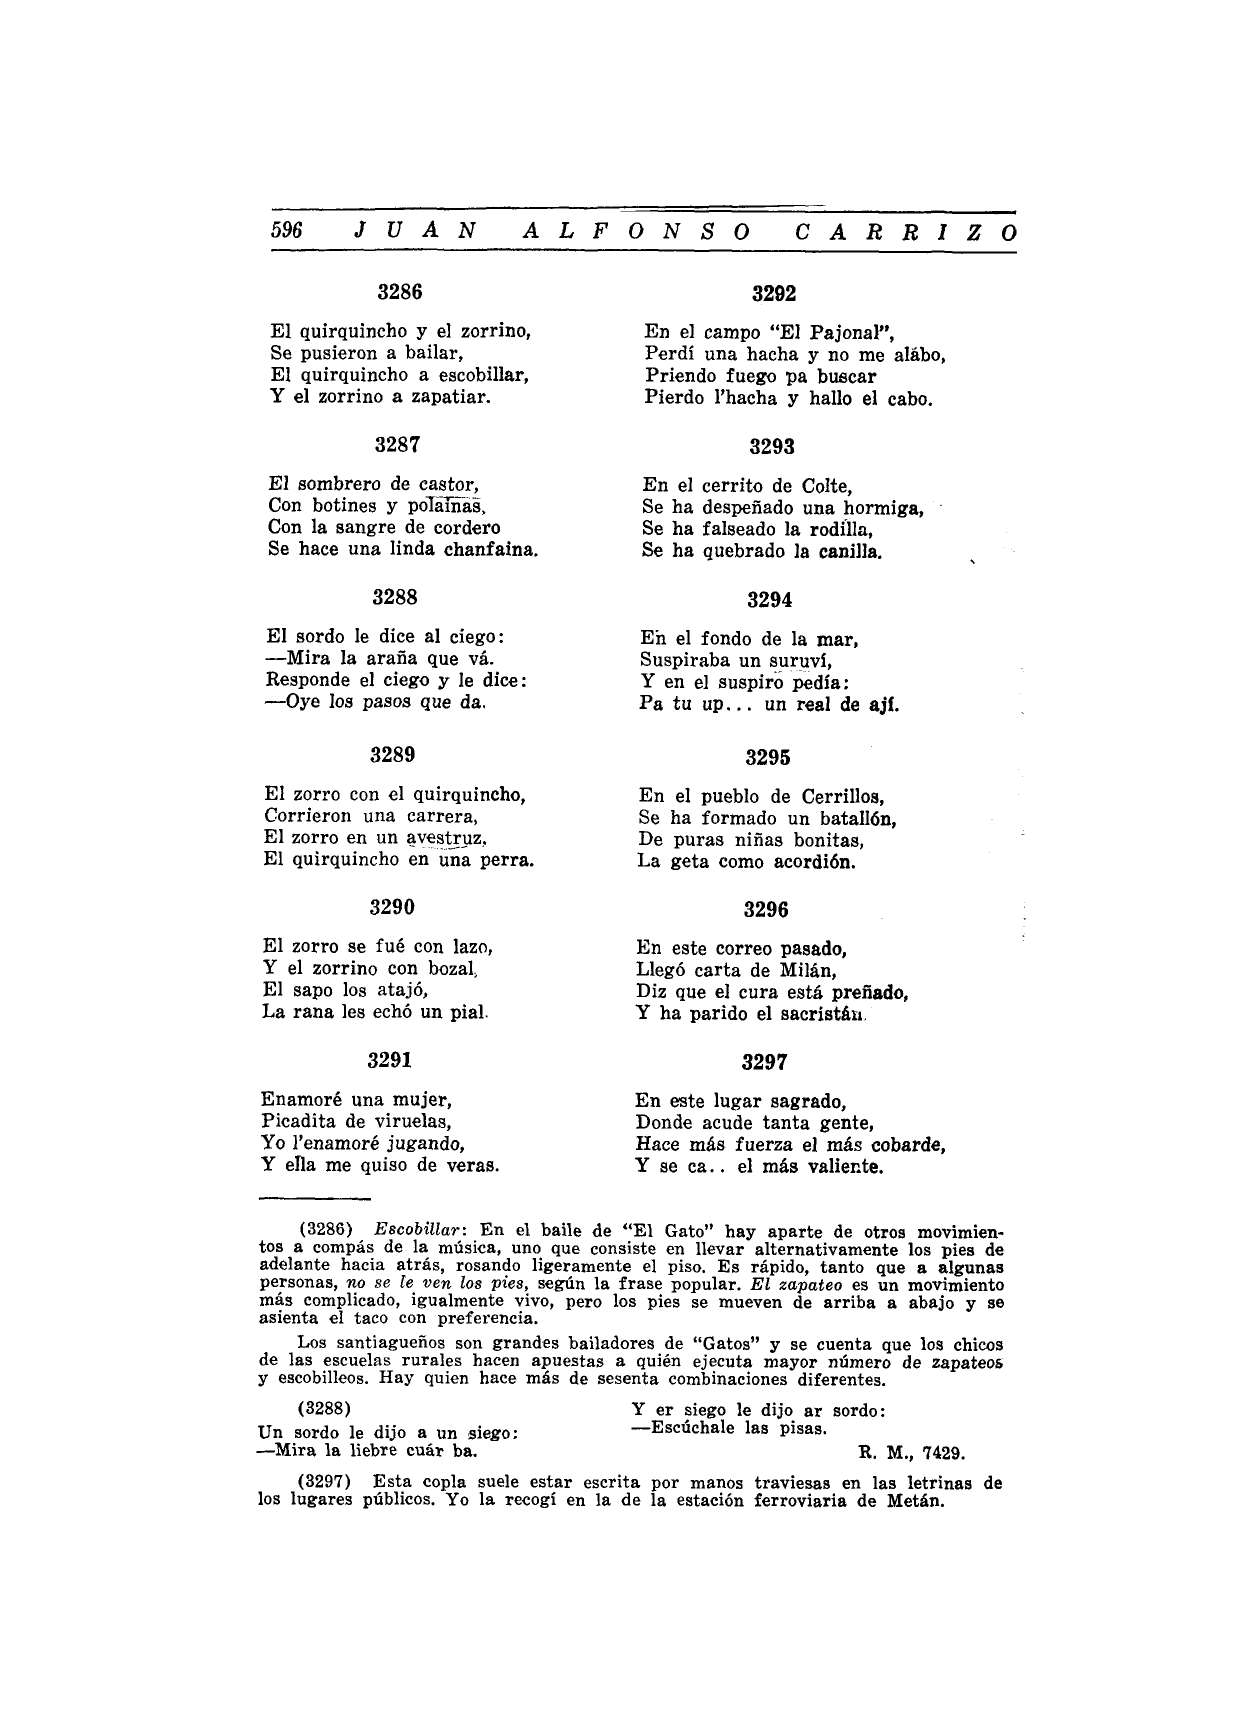 596 JUAN ALFONSO CARRIZO
3286
El quirquincho y el zorrino,
Se pusieron a bailar,
El quirquincho a escobillar,
Y el zorrino a zapatiar.
3287
El sombrero de castor,
Con botines y polainas,
Con la sangre de cordero
Se hace una linda chanfaina.
3288
El sordo le dice al ciego:
—Mira la araña que vá.
Responde el ciego y le dice:
—Oye los pasos que da.
3289
El zorro con el quirquincho,
Corrieron una carrera,
El zorro en un avestruz,
El quirquincho en una perra.
3290
El zorro se fué con lazo,
Y el zorrino con bozal,
El sapo los atajó,
La rana les echó un pial.
3291
Enamoré una mujer,
Picadita de viruelas,
Yo l'enamoré jugando,
Y ella me quiso de veras.
3292
En el campo “El Pajonal”,
Perdí una hacha y no me alábo,
Priendo fuego pa buscar
Pierdo l'hacha y hallo el cabo.
3293
En el cerrito de Colte,
Se ha despeñado una hormiga,
Se ha falseado la rodilla,
Se ha quebrado la canilla.
3294
En el fondo de la mar,
Suspiraba un suruví,
Y en el suspiro pedía:
Pa tu up... un real de ají.
3295
En el pueblo de Cerrillos,
Se ha formado un batallón,
De puras niñas bonitas,
La geta como acordión.
3296
En este correo pasado,
Llegó carta de Milán,
Diz que el cura está preñado,
Y ha parido el sacristán.
3297
En este lugar sagrado,
Donde acude tanta gente,
Hace más fuerza el más cobarde,
Y se ca.. el más valiente.
(3286) Escobillar: En el baile de “El Gato” hay aparte de otros movimien-
tos a compás de la música, uno que consiste en llevar alternativamente los pies de
adelante hacia atrás, rosando ligeramente el piso. Es rápido, tanto que a algunas
personas, no se le ven los pies, según la frase popular. El zapateo es un movimiento
más complicado, igualmente vivo, pero los pies se mueven de arriba a abajo y se
asienta el taco con preferencia.
Los santiagueños son grandes bailadores de “Gatos” y se cuenta que los chicos
de las escuelas rurales hacen apuestas a quién ejecuta mayor número de zapateos
y escobilleos. Hay quien hace más de sesenta combinaciones diferentes.
(3288)
Un sordo le dijo a un siego:
—Mira la liebre cuár ba.
Y er siego le dijo ar sordo:
—Escúchale las pisas.
R. M., 7429.
(3297) Esta copla suele estar escrita por manos traviesas en las letrinas de
los lugares públicos. Yo la recogí en la de la estación ferroviaria de Metán.